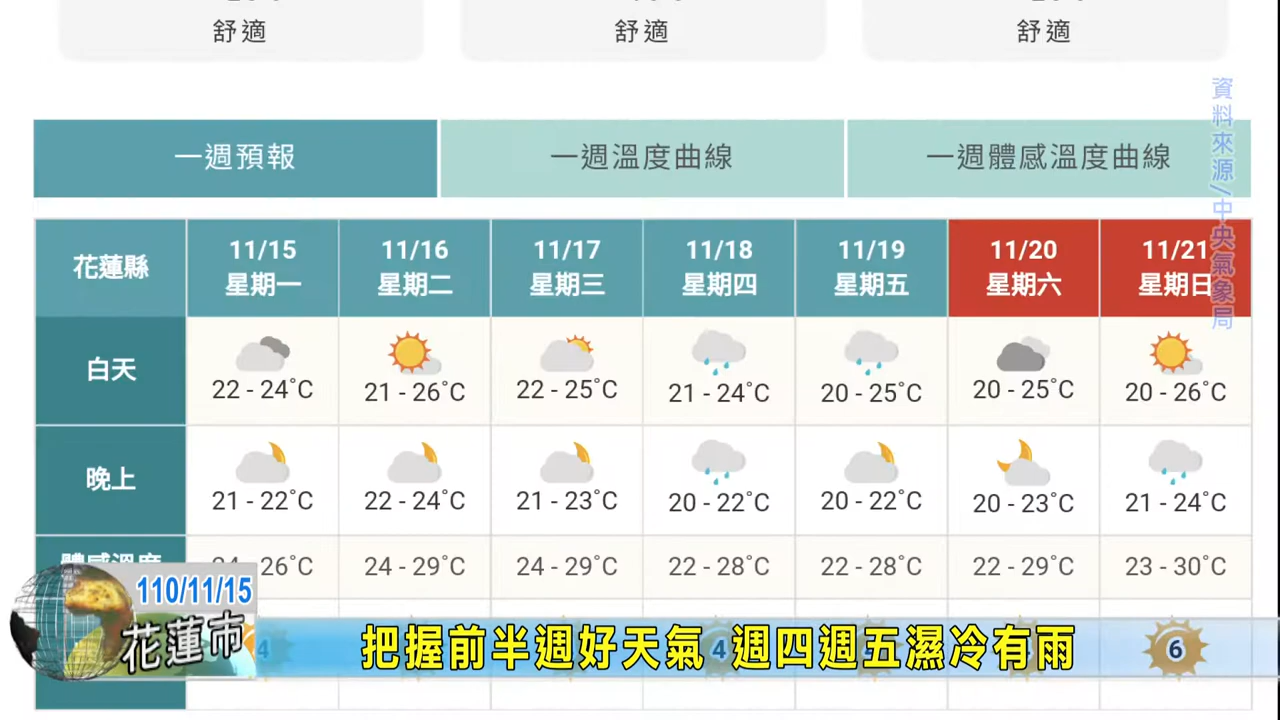 舒適
舒適
舒適
資料來源/中央氣象局
一週預報
一週溫度曲線
一週體感溫度曲線
花蓮縣
11/15
星期一
11/16
星期二
11/17
星期三
11/18
星期四
11/19
星期五
11/20
星期六
11/21
星期日
白天
22 - 24°C
21 - 26°C
22 - 25°C
21 - 24°C
20 - 25°C
20 - 25°C
20 - 26°C
晚上
21 - 22°C
22 - 24°C
21 - 23°C
20 - 22°C
20 - 22°C
20 - 23°C
21 - 24°C
體感溫度
24 - 26°C
24 - 29°C
24 - 29°C
22 - 28°C
22 - 28°C
22 - 29°C
23 - 30°C
110/11/15
花蓮市
4
把握前半週好天氣 週四週五濕冷有雨
4
6